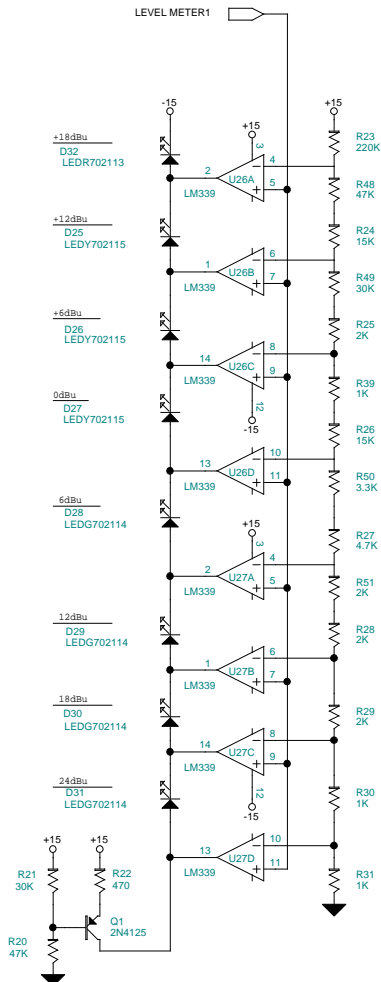 LEVEL METER1
-15
+15
+15
+18dBu
D32
LEDR702113
3
2
4
5
U26A
LM339
R23
220K
R48
47K
+12dBu
D25
LEDY702115
1
6
7
U26B
LM339
R24
15K
R49
30K
+6dBu
D26
LEDY702115
14
8
9
U26C
LM339
12
-15
R25
2K
R39
1K
0dBu
D27
LEDY702115
13
10
11
U26D
LM339
R26
15K
R50
3.3K
6dBu
D28
LEDG702114
+15
3
2
4
5
U27A
LM339
R27
4.7K
R51
2K
12dBu
D29
LEDG702114
1
6
7
U27B
LM339
R28
2K
R29
2K
18dBu
D30
LEDG702114
14
8
9
U27C
LM339
12
-15
R30
1K
24dBu
D31
LEDG702114
13
10
11
U27D
LM339
R31
1K
+15
+15
R21
30K
R22
470
Q1
2N4125
R20
47K